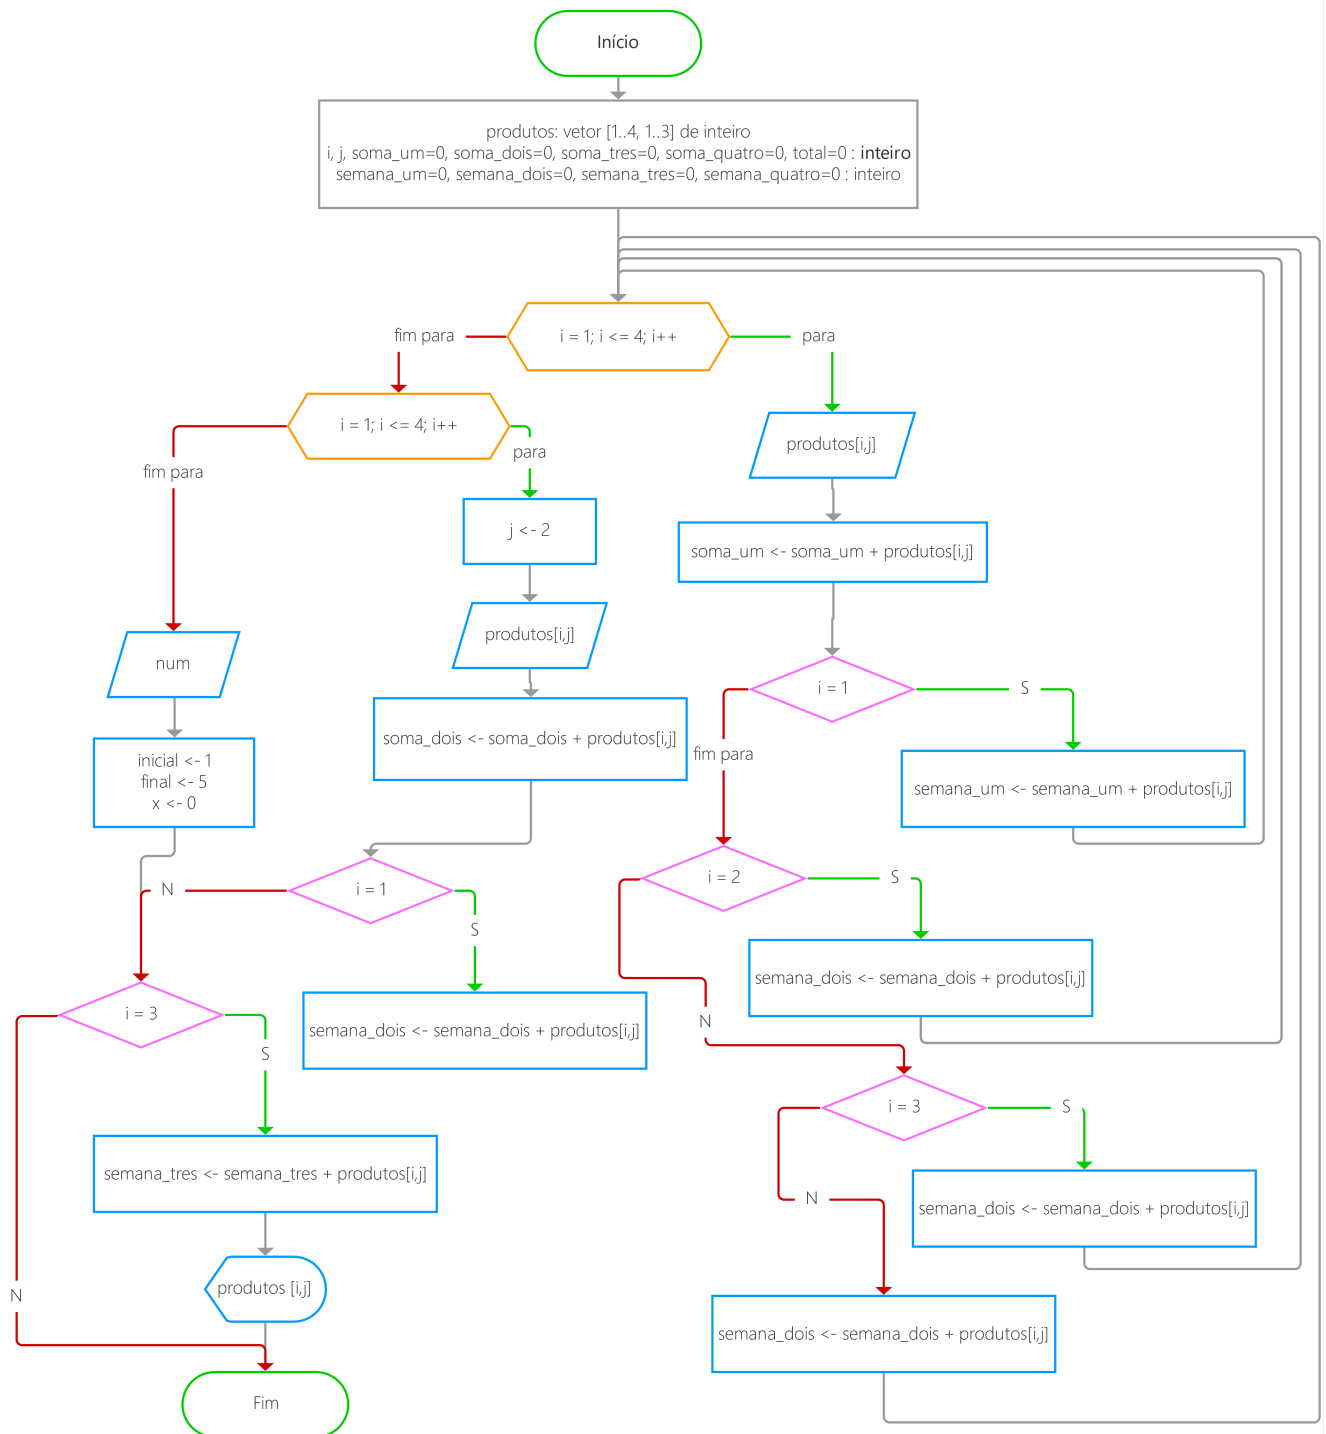 Início
produtos: vetor [1..4, 1..3] de inteiro
i, j, soma_um=0, soma_dois=0, soma_tres=0, soma_quatro=0, total=0 : inteiro
semana_um=0, semana_dois=0, semana_tres=0, semana_quatro=0 : inteiro
fim para
i = 1; i <= 4; i++
para
i = 1; i <= 4; i++
para
fim para
produtos[i,j]
j <- 2
soma_um <- soma_um + produtos[i,j]
produtos[i,j]
num
i = 1
S
soma_dois <- soma_dois + produtos[i,j]
fim para
inicial <- 1
final <- 5
x <- 0
semana_um <- semana_um + produtos[i,j]
i = 2
S
N
i = 1
S
semana_dois <- semana_dois + produtos[i,j]
N
i = 3
S
semana_dois <- semana_dois + produtos[i,j]
i = 3
S
semana_tres <- semana_tres + produtos[i,j]
N
semana_dois <- semana_dois + produtos[i,j]
produtos [i,j]
N
semana_dois <- semana_dois + produtos[i,j]
Fim